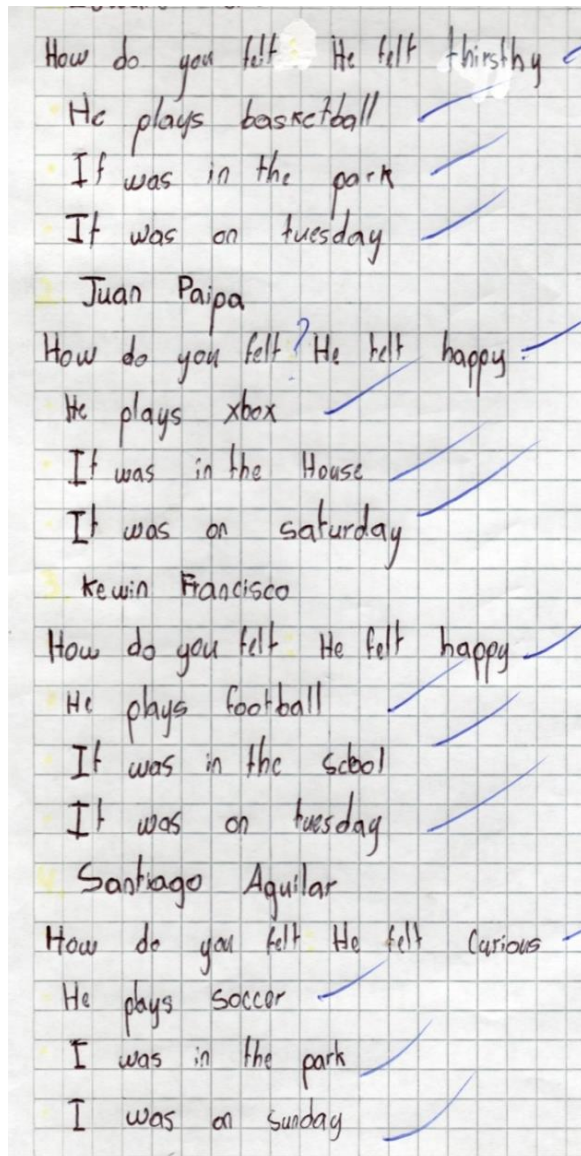 How do you felt: He felt thirsthy
He plays basketball
It was in the park
It was on tuesday
2. Juan Paipa
How do you felt? He felt happy
He plays xbox
It was in the House
It was on saturday
3. Kewin Francisco
How do you felt: He felt happy
He plays football
It was in the scbol
It was on tuesday
4. Santiago Aguilar
How do you felt: He felt Curious
He plays soccer
I was in the park
I was on sunday